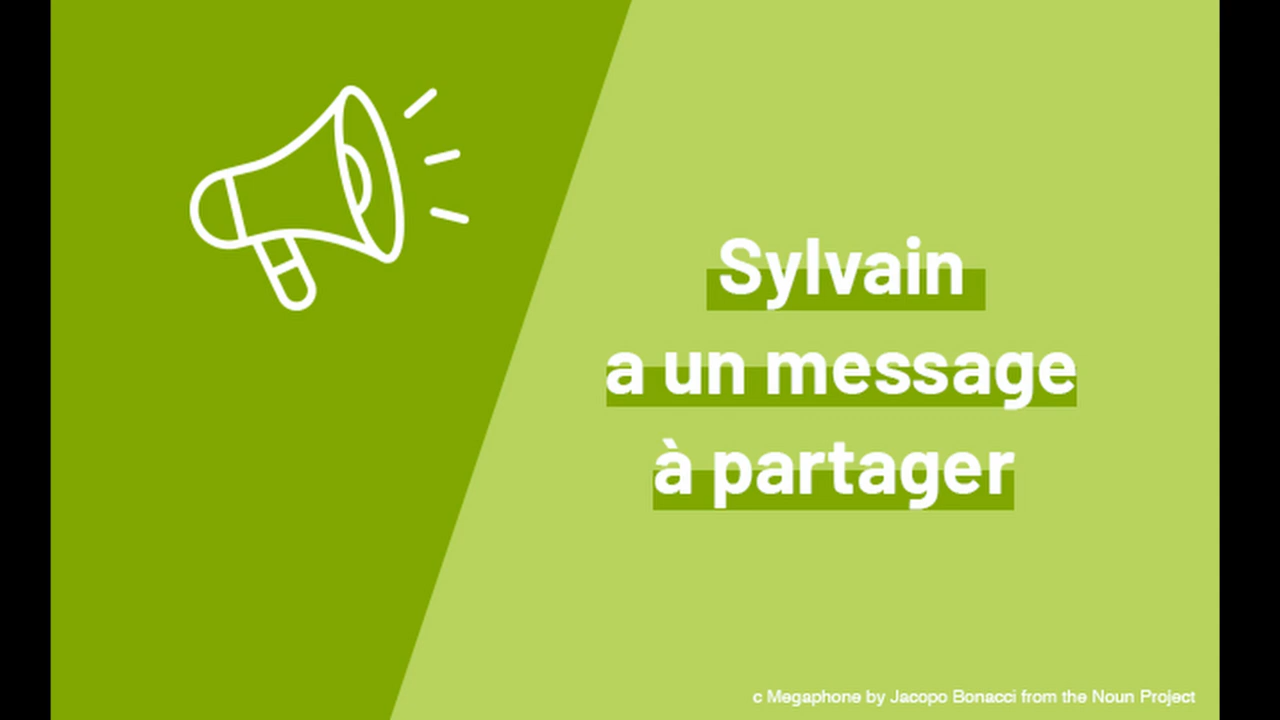 Sylvain
a un message
à partager
c Megaphone by Jacopo Bonacci from the Noun Project